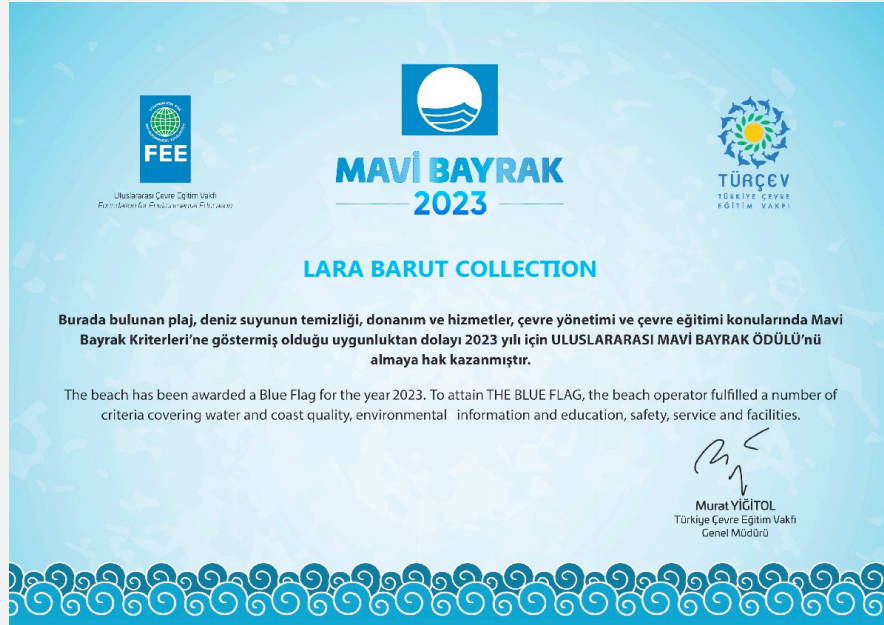 FEE
Uluslararası Çevre Eğitim Vakfı
Foundation for Environmental Education
MAVİ BAYRAK
2023
TÜRÇEV
TÜRKİYE ÇEVRE
EĞİTİM VAKFI
LARA BARUT COLLECTION
Burada bulunan plaj, deniz suyunun temizliği, donanım ve hizmetler, çevre yönetimi ve çevre eğitimi konularında Mavi
Bayrak Kriterleri’ne göstermiş olduğu uygunluktan dolayı 2023 yılı için ULUSLARARASI MAVİ BAYRAK ÖDÜLÜ’nü
almaya hak kazanmıştır.
The beach has been awarded a Blue Flag for the year 2023. To attain THE BLUE FLAG, the beach operator fulfilled a number of
criteria covering water and coast quality, environmental information and education, safety, service and facilities.
Murat YİĞİTOL
Türkiye Çevre Eğitim Vakfı
Genel Müdürü